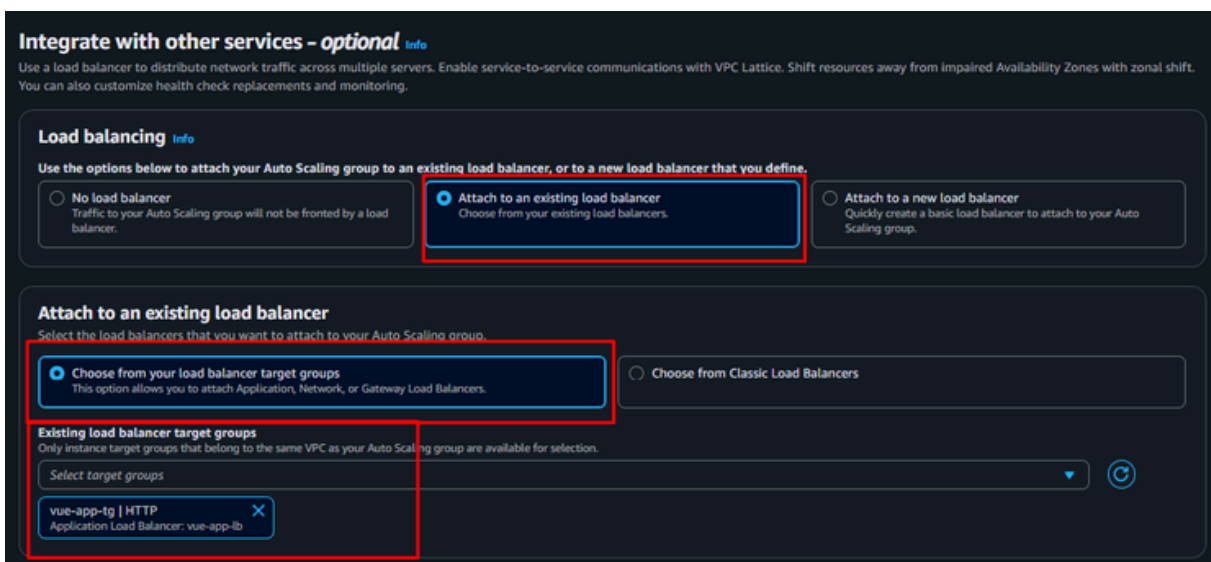 Integrate with other services - optional Info
Use a load balancer to distribute network traffic across multiple servers. Enable service-to-service communications with VPC Lattice. Shift resources away from impaired Availability Zones with zonal shift.
You can also customize health check replacements and monitoring.
Load balancing Info
Use the options below to attach your Auto Scaling group to an existing load balancer, or to a new load balancer that you define.
No load balancer
Traffic to your Auto Scaling group will not be fronted by a load
balancer.
Attach to an existing load balancer
Choose from your existing load balancers.
Attach to a new load balancer
Quickly create a basic load balancer to attach to your Auto
Scaling group.
Attach to an existing load balancer
Select the load balancers that you want to attach to your Auto Scaling group.
Choose from your load balancer target groups
This option allows you to attach Application, Network, or Gateway Load Balancers.
Choose from Classic Load Balancers
Existing load balancer target groups
Only instance target groups that belong to the same VPC as your Auto Scaling group are available for selection.
Select target groups
vue-app-tg | HTTP
Application Load Balancer: vue-app-lb